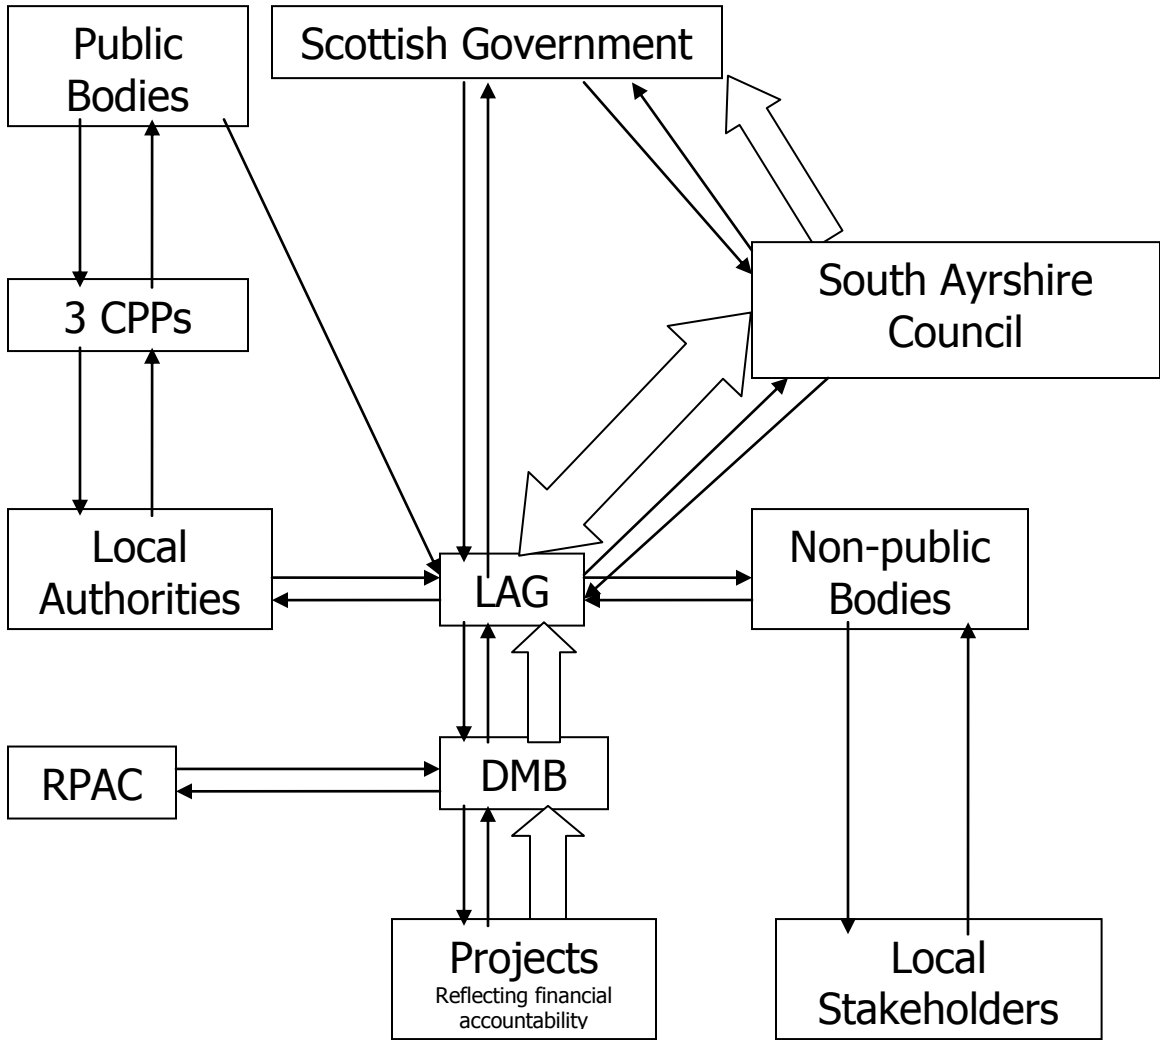 Public
Bodies
Scottish Government
South Ayrshire
Council
3 CPPs
Local
Authorities
LAG
Non-public
Bodies
RPAC
DMB
Projects
Reflecting financial
accountability
Local
Stakeholders